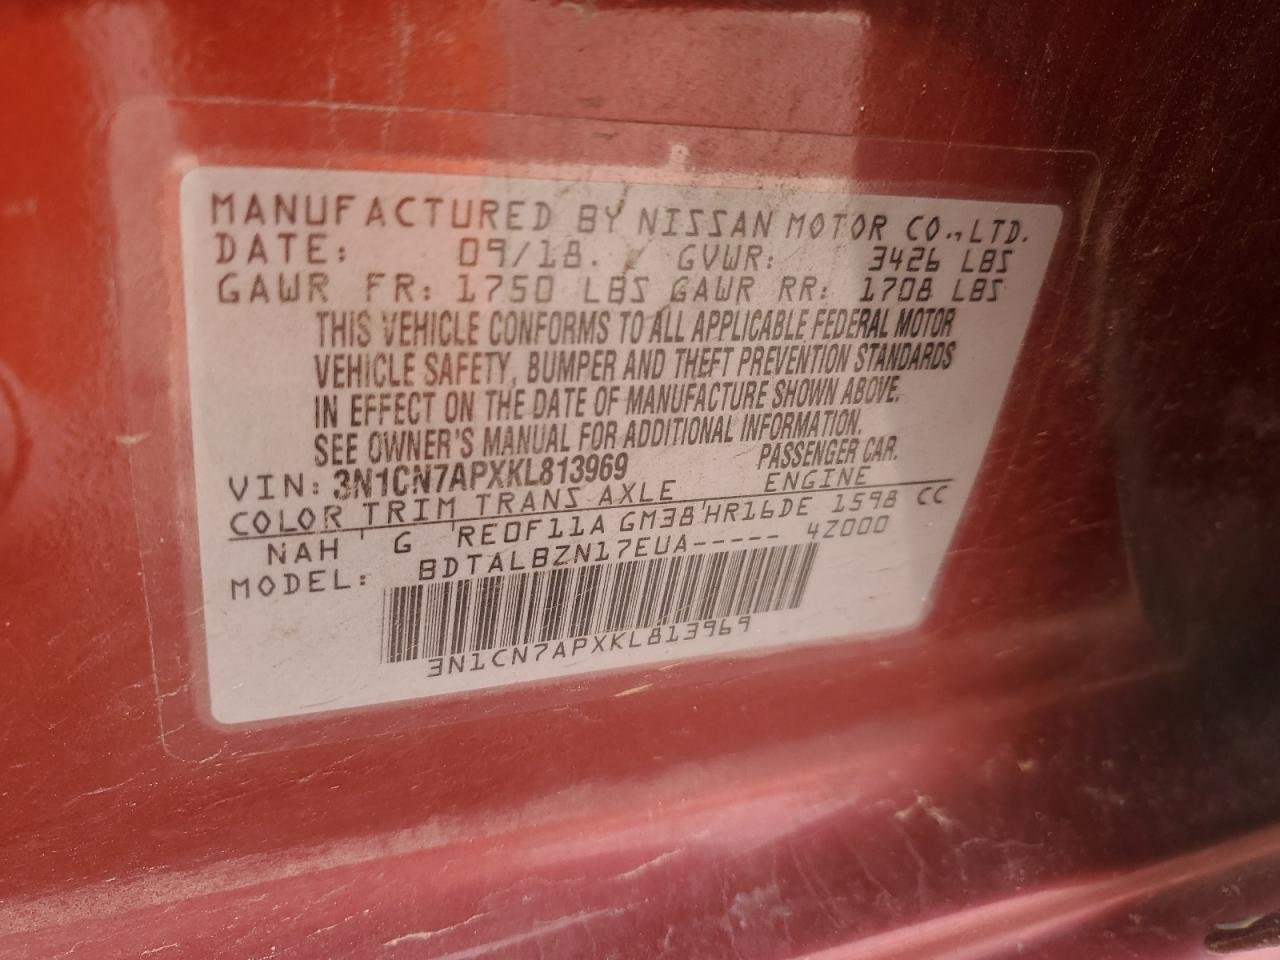 MANUFACTURED BY NISSAN MOTOR CO.,LTD.
DATE: 09/18. GVWR: 3426 LBS
GAWR FR: 1750 LBS GAWR RR: 1708 LBS
THIS VEHICLE CONFORMS TO ALL APPLICABLE FEDERAL MOTOR
VEHICLE SAFETY, BUMPER AND THEFT PREVENTION STANDARDS
IN EFFECT ON THE DATE OF MANUFACTURE SHOWN ABOVE.
SEE OWNER'S MANUAL FOR ADDITIONAL INFORMATION.
VIN: 3N1CN7APXKL813969 PASSENGER CAR.
COLOR TRIM TRANS AXLE ENGINE
NAH G RE0F11A GM38 HR16DE 1598 CC
MODEL: BDTALBZN17EUA----- 4Z000
3N1CN7APXKL813969